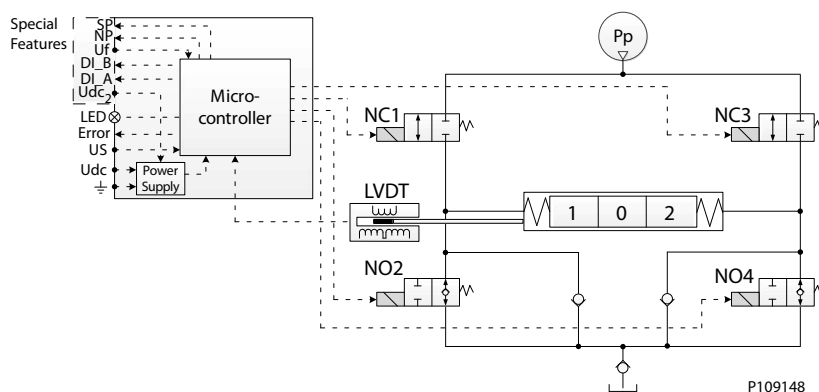 Special
Features
SP
NP
Uf
DI_B
DI_A
Udc2
LED
Error
US
Udc
Micro-
controller
Power
Supply
Pp
NC1
NC3
LVDT
1 0 2
NO2
NO4
P109148